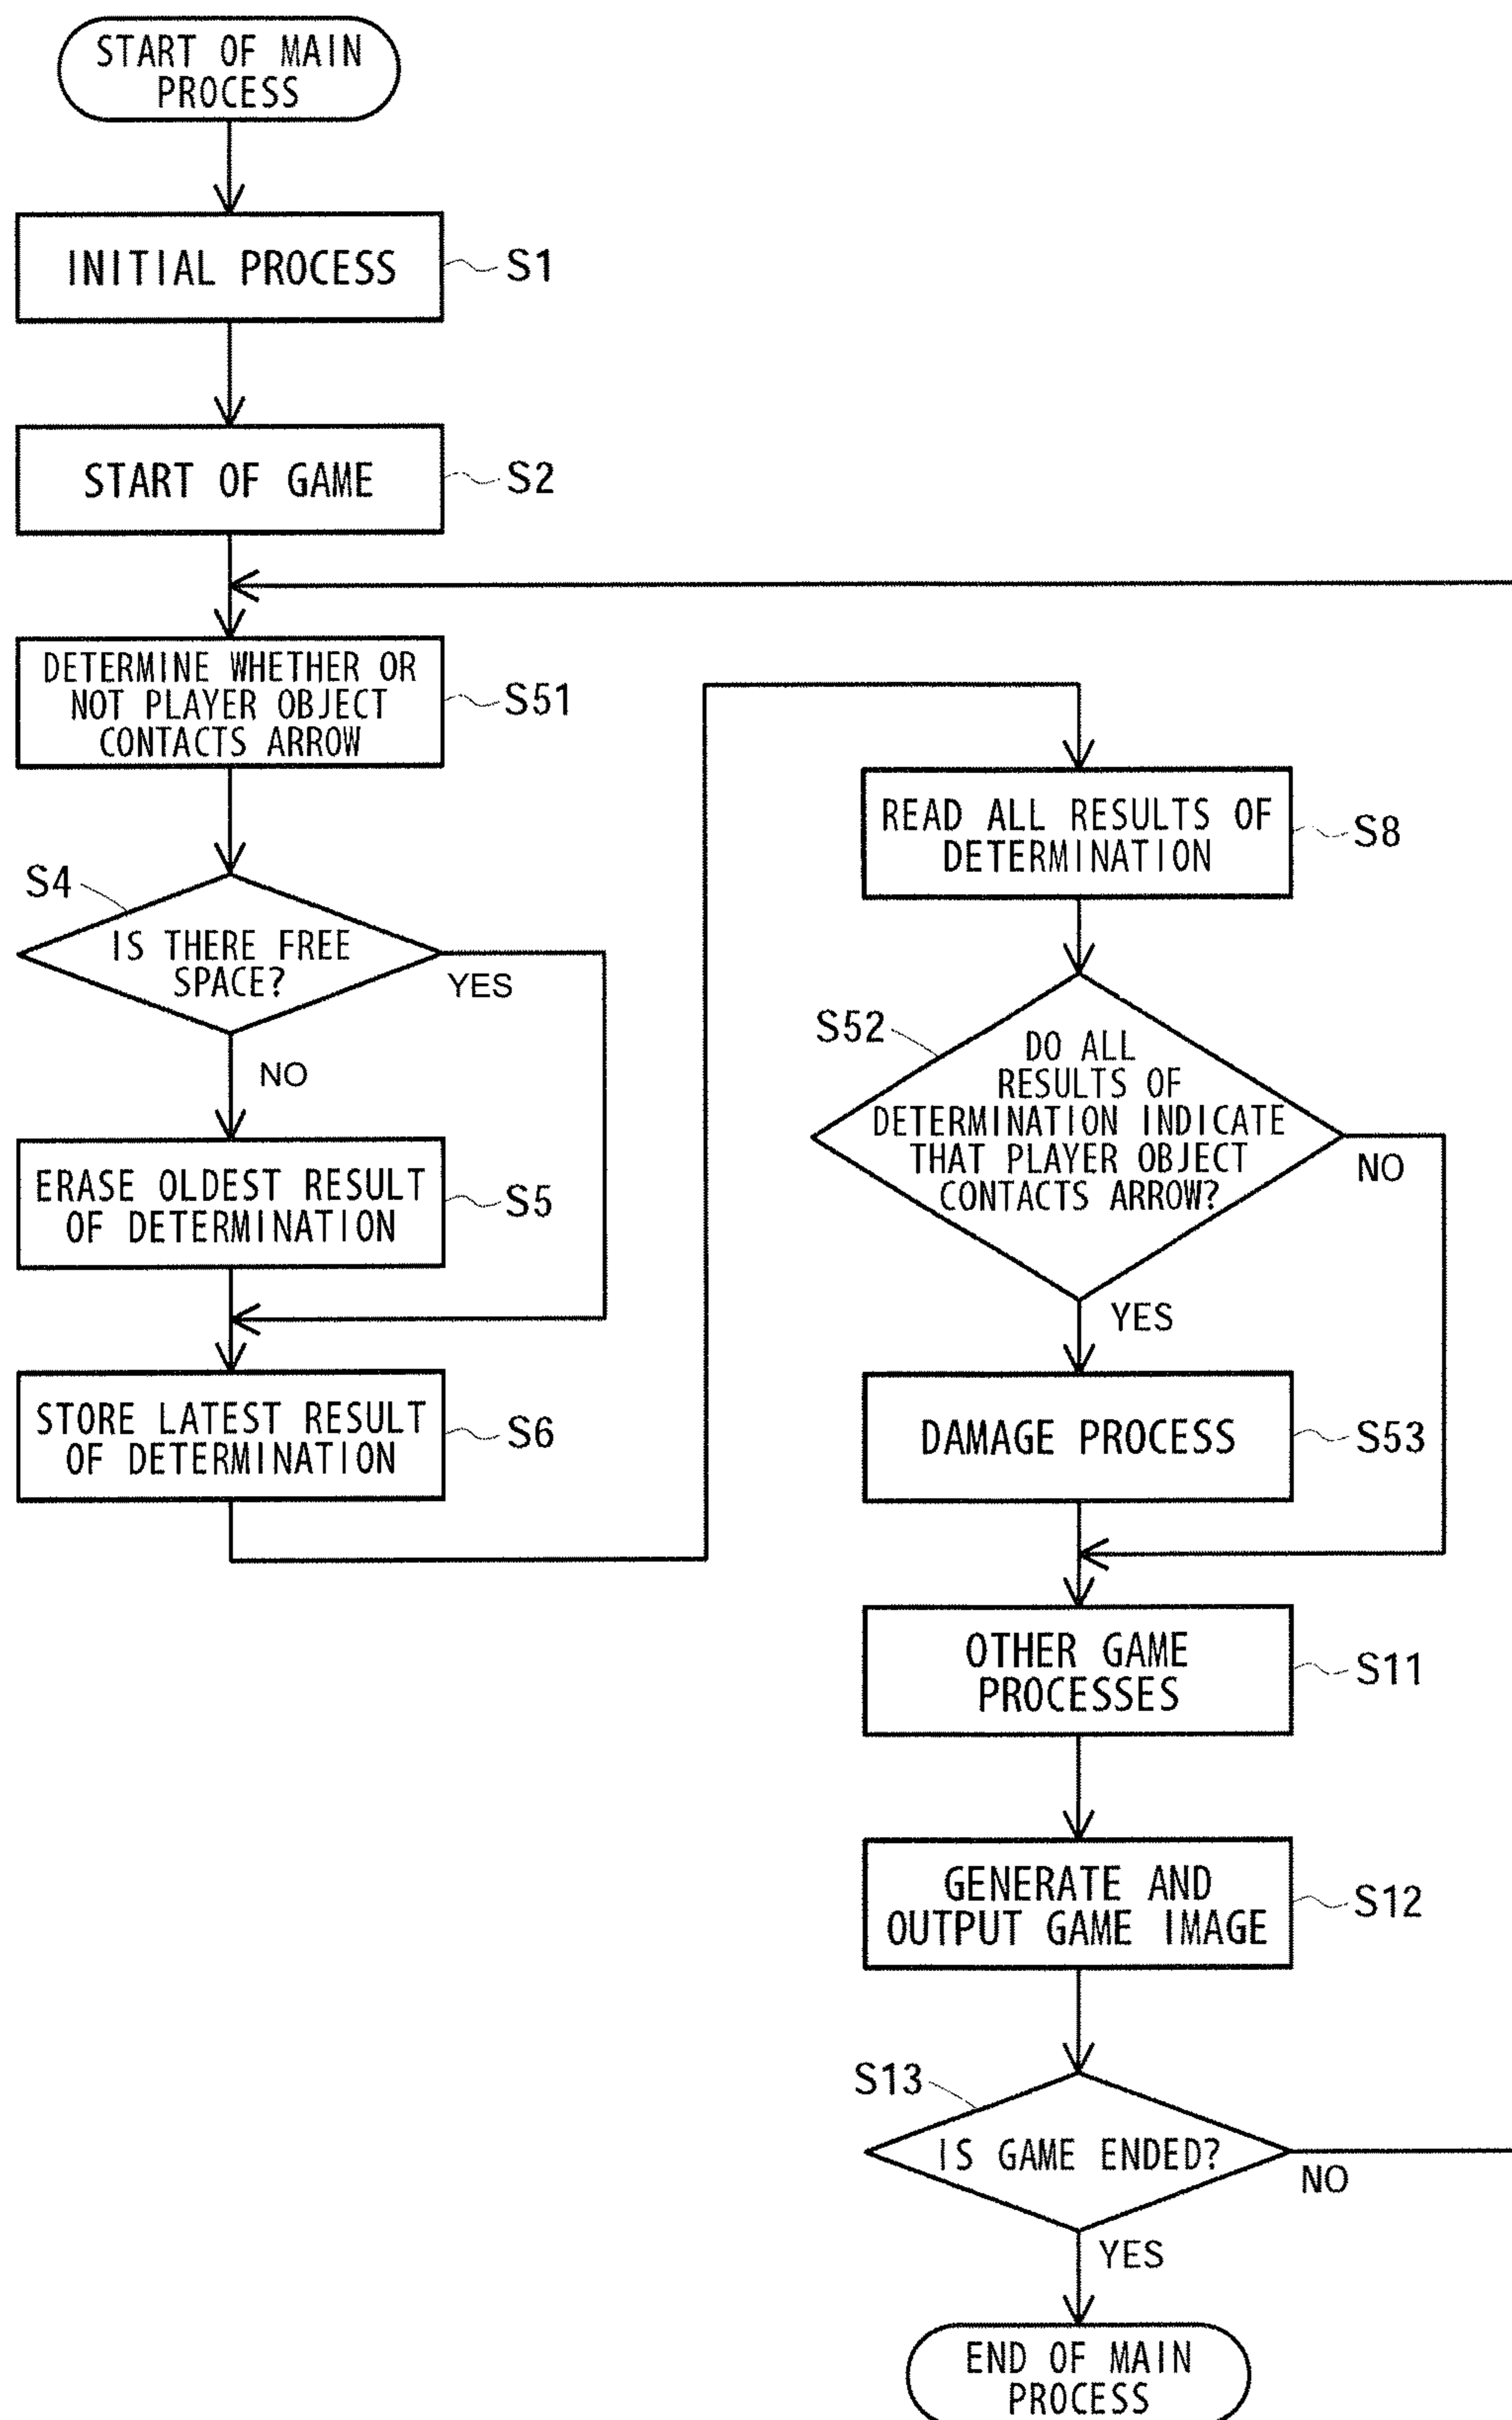 START OF MAIN
PROCESS
INITIAL PROCESS
S1
START OF GAME
S2
DETERMINE WHETHER OR
NOT PLAYER OBJECT
CONTACTS ARROW
S51
S4
IS THERE FREE
SPACE?
YES
NO
ERASE OLDEST RESULT
OF DETERMINATION
S5
STORE LATEST RESULT
OF DETERMINATION
S6
READ ALL RESULTS OF
DETERMINATION
S8
S52
DO ALL
RESULTS OF
DETERMINATION INDICATE
THAT PLAYER OBJECT
CONTACTS ARROW?
NO
YES
DAMAGE PROCESS
S53
OTHER GAME
PROCESSES
S11
GENERATE AND
OUTPUT GAME IMAGE
S12
S13
IS GAME ENDED?
NO
YES
END OF MAIN
PROCESS